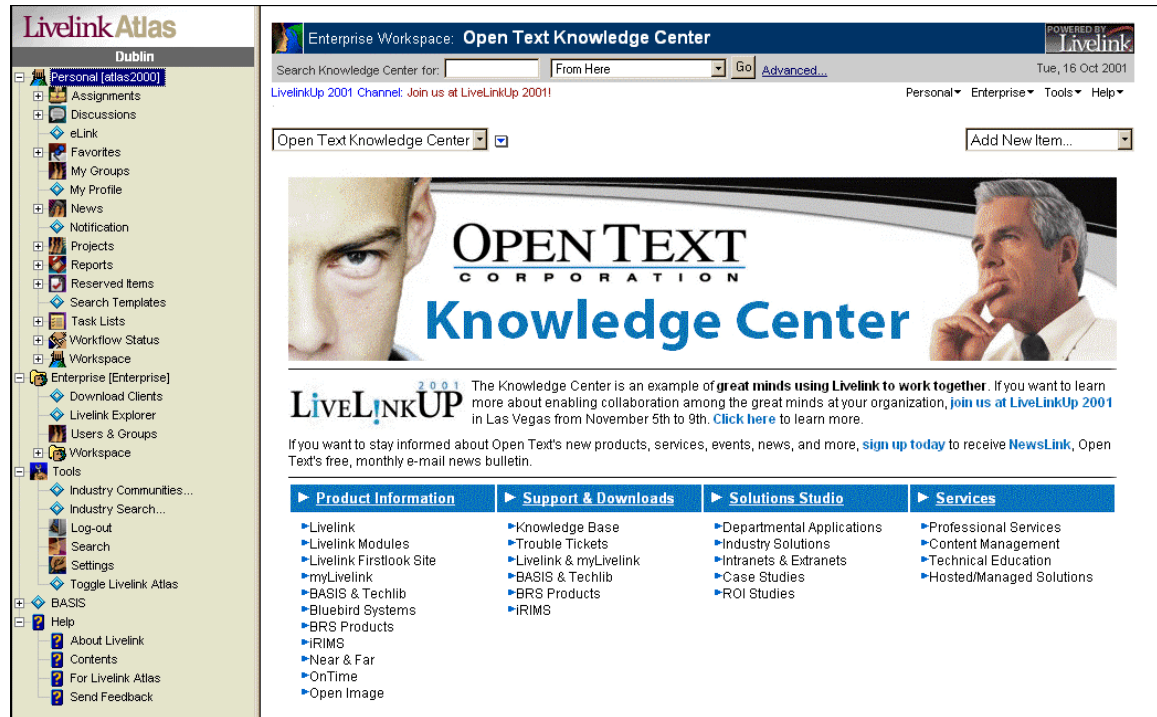 Livelink Atlas
Dublin
Personal [atlas2000]
Assignments
Discussions
eLink
Favorites
My Groups
My Profile
News
Notification
Projects
Reports
Reserved Items
Search Templates
Task Lists
Workflow Status
Workspace
Enterprise [Enterprise]
Download Clients
Livelink Explorer
Users & Groups
Workspace
Tools
Industry Communities...
Industry Search...
Log-out
Search
Settings
Toggle Livelink Atlas
BASIS
Help
About Livelink
Contents
For Livelink Atlas
Send Feedback
Enterprise Workspace: Open Text Knowledge Center
POWERED BY
Livelink
Search Knowledge Center for: From Here Go Advanced... Tue, 16 Oct 2001
LivelinkUp 2001 Channel: Join us at LiveLinkUp 2001! Personal Enterprise Tools Help
Open Text Knowledge Center Add New Item...
OPEN TEXT
CORPORATION
Knowledge Center
2001
LIVELINKUP
The Knowledge Center is an example of great minds using Livelink to work together. If you want to learn
more about enabling collaboration among the great minds at your organization, join us at LiveLinkUp 2001
in Las Vegas from November 5th to 9th. Click here to learn more.
If you want to stay informed about Open Text's new products, services, events, news, and more, sign up today to receive NewsLink, Open
Text's free, monthly e-mail news bulletin.
Product Information
Livelink
Livelink Modules
Livelink Firstlook Site
myLivelink
BASIS & Techlib
Bluebird Systems
BRS Products
iRIMS
Near & Far
OnTime
Open Image
Support & Downloads
Knowledge Base
Trouble Tickets
Livelink & myLivelink
BASIS & Techlib
BRS Products
iRIMS
Solutions Studio
Departmental Applications
Industry Solutions
Intranets & Extranets
Case Studies
ROI Studies
Services
Professional Services
Content Management
Technical Education
Hosted/Managed Solutions